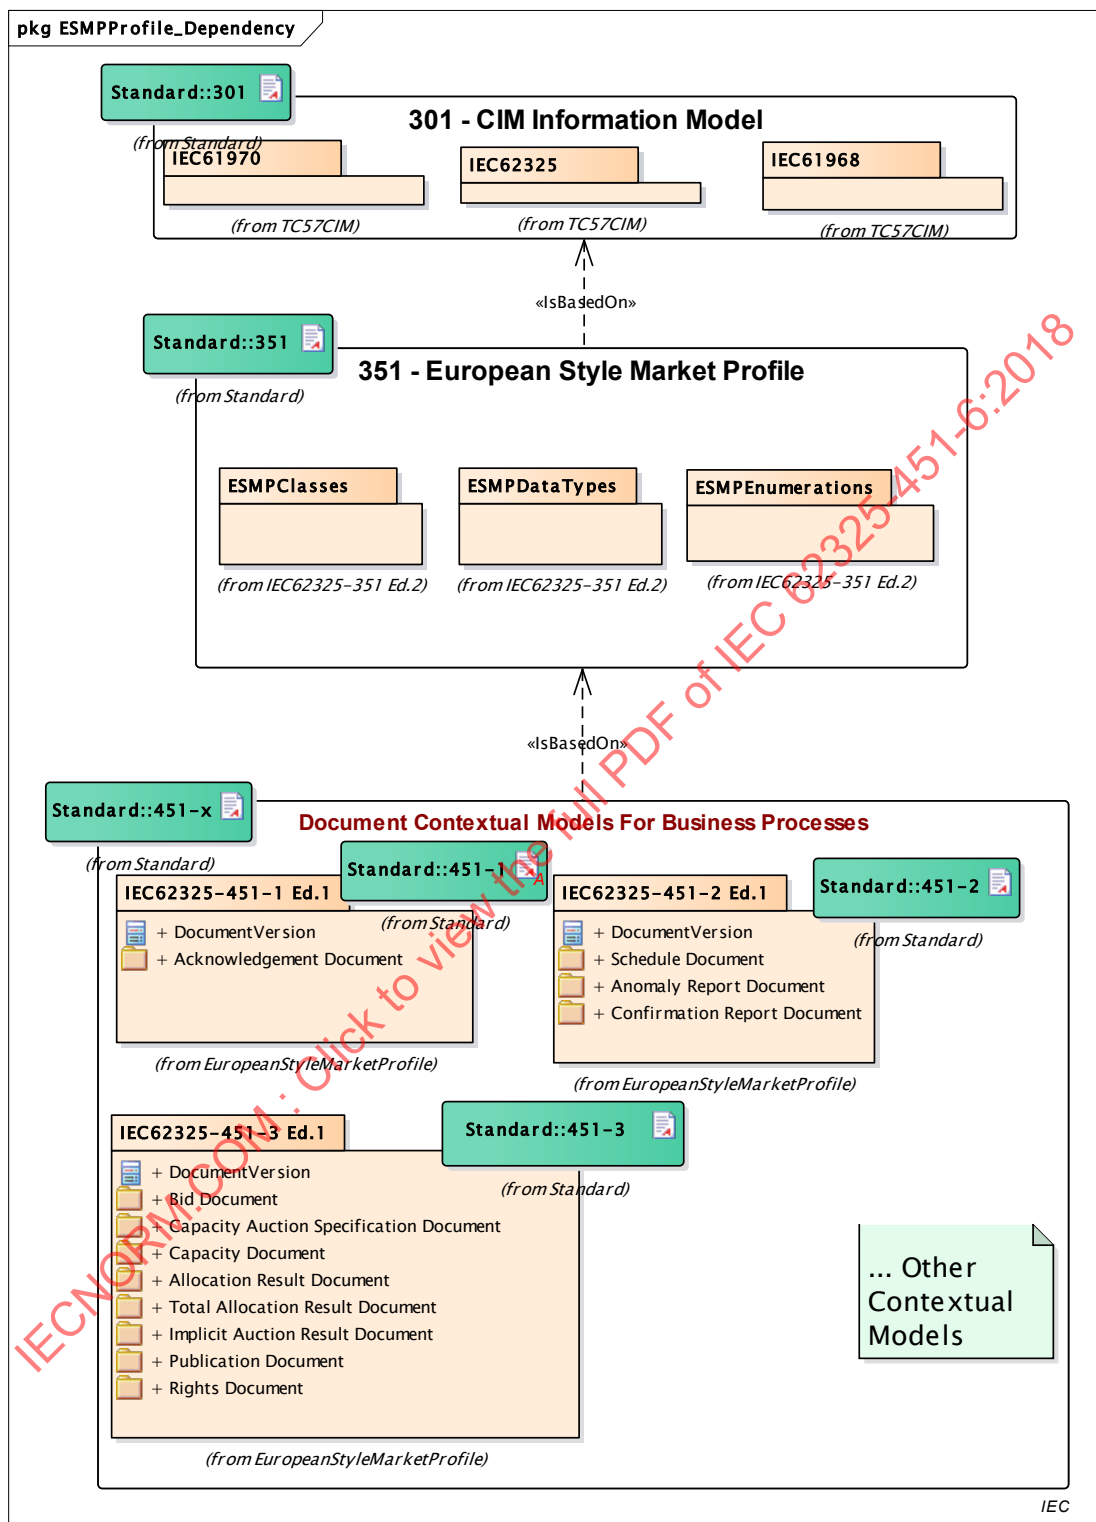 pkg ESMPProfile_Dependency
Standard::301
(from Standard)
301 - CIM Information Model
IEC61970
(from TC57CIM)
IEC62325
(from TC57CIM)
IEC61968
(from TC57CIM)
«IsBasedOn»
Standard::351
(from Standard)
351 - European Style Market Profile
ESMPClasses
(from IEC62325-351 Ed.2)
ESMPDataTypes
(from IEC62325-351 Ed.2)
ESMPEnumerations
(from IEC62325-351 Ed.2)
«IsBasedOn»
Standard::451-x
(from Standard)
Document Contextual Models For Business Processes
Standard::451-1
A
(from Standard)
IEC62325-451-1 Ed.1
+ DocumentVersion
+ Acknowledgement Document
(from EuropeanStyleMarketProfile)
IEC62325-451-2 Ed.1
Standard::451-2
(from Standard)
+ DocumentVersion
+ Schedule Document
+ Anomaly Report Document
+ Confirmation Report Document
(from EuropeanStyleMarketProfile)
IEC62325-451-3 Ed.1
Standard::451-3
(from Standard)
+ DocumentVersion
+ Bid Document
+ Capacity Auction Specification Document
+ Capacity Document
+ Allocation Result Document
+ Total Allocation Result Document
+ Implicit Auction Result Document
+ Publication Document
+ Rights Document
(from EuropeanStyleMarketProfile)
... Other
Contextual
Models
IEC
IECNORM.COM : Click to view the full PDF of IEC 62325-451-6:2018